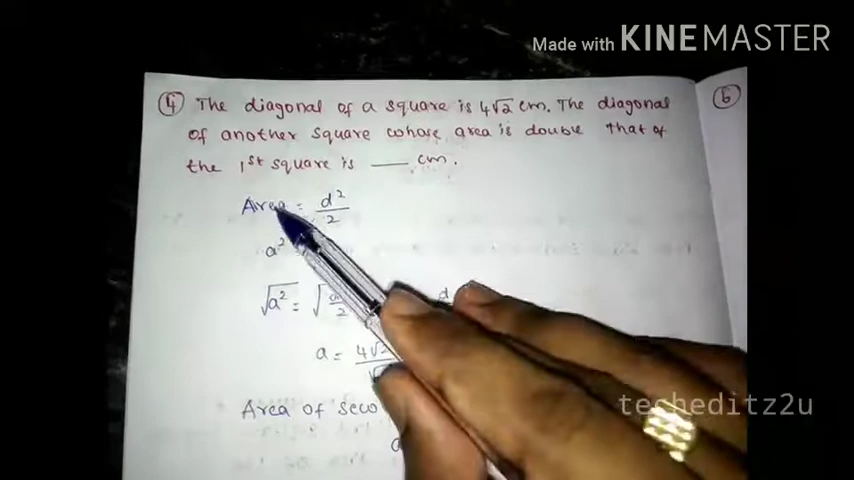 Made with KINEMASTER
④ The diagonal of a square is 4√2 cm. The diagonal
of another square whose area is double that of
the 1st square is ___ cm.
⑥
Area = d²/2
a²
√a² = √
d
a = 4√2
Area of seco
techeditz2u